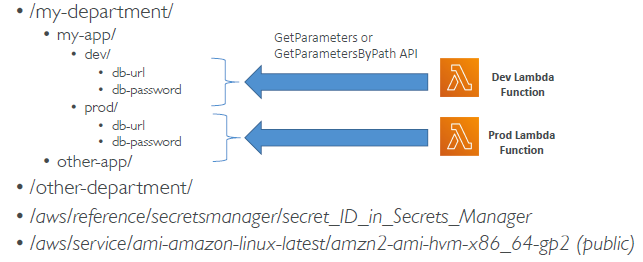 • /my-department/
• my-app/
• dev/
• db-url
• db-password
• prod/
• db-url
• db-password
• other-app/
• /other-department/
• /aws/reference/secretsmanager/secret_ID_in_Secrets_Manager
• /aws/service/ami-amazon-linux-latest/amzn2-ami-hvm-x86_64-gp2 (public)
GetParameters or
GetParametersByPath API
Dev Lambda
Function
Prod Lambda
Function